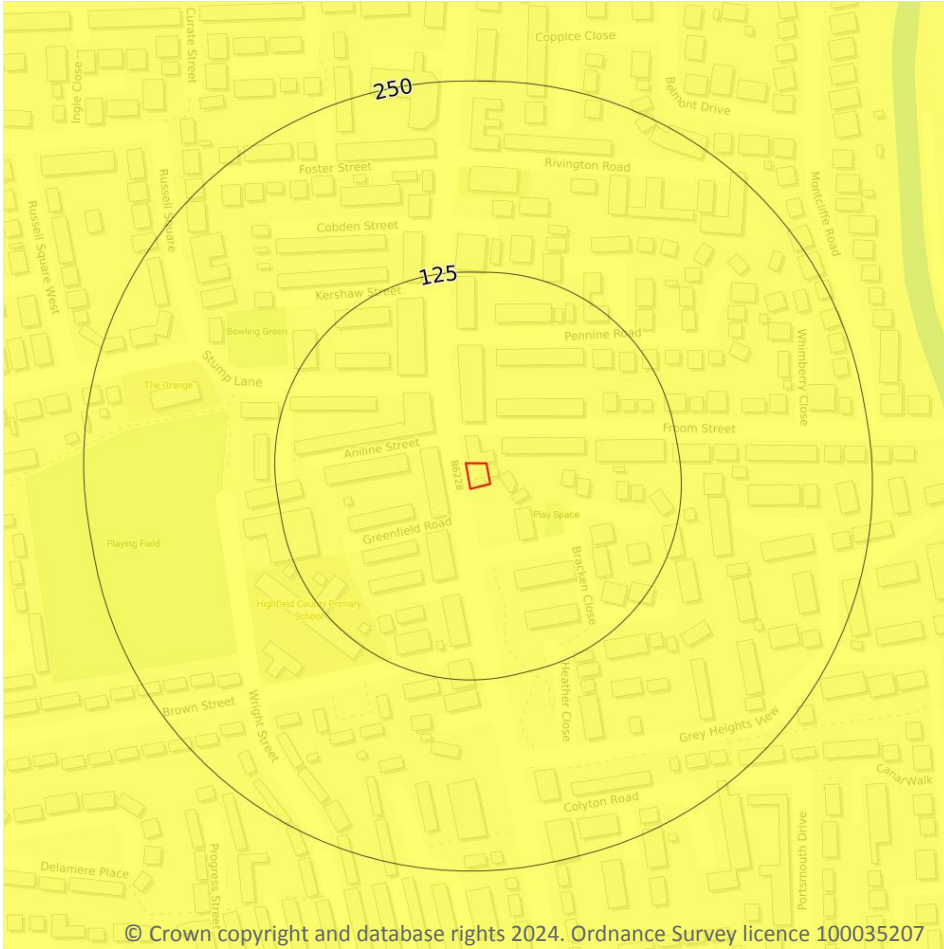 Coppice Close
Curate Street
Ingle Close
250
Belmont Drive
Foster Street
Rivington Road
Russell Square
Montcliffe Road
Russell Square West
Cobden Street
125
Kershaw Street
Bowling Green
Pennine Road
Stump Lane
Whimberry Close
The Grange
Froom Street
Aniline Street
B6228
Play Space
Greenfield Road
Playing Field
Bracken Close
Highfield County Primary
School
Heather Close
Brown Street
Wright Street
Grey Heights View
Canal Walk
Colyton Road
Portsmouth Drive
Delamere Place
Progress Street
© Crown copyright and database rights 2024. Ordnance Survey licence 100035207